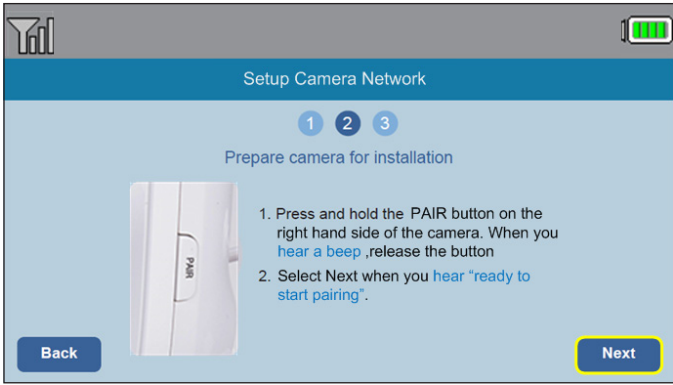 Setup Camera Network
1 2 3
Prepare camera for installation
PAIR
1. Press and hold the PAIR button on the
right hand side of the camera. When you
hear a beep ,release the button
2. Select Next when you hear “ready to
start pairing”.
Back
Next